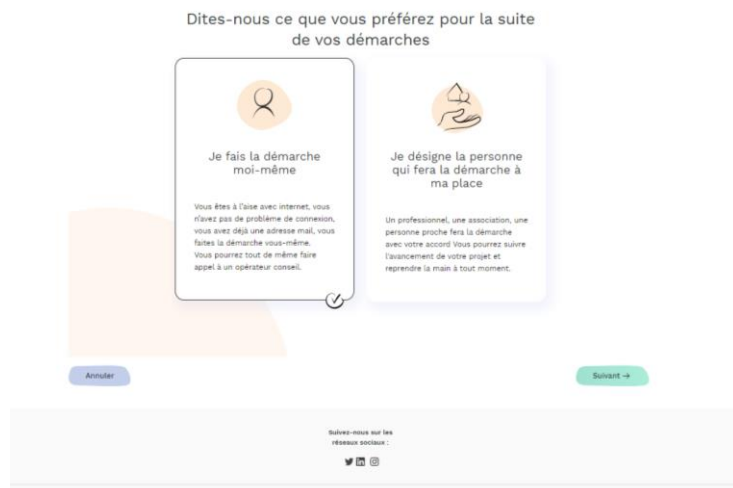 Dites-nous ce que vous préférez pour la suite
de vos démarches
Je fais la démarche
moi-même
Vous êtes à l'aise avec internet, vous
n'avez pas de problème de connexion,
vous avez déjà une adresse mail, vous
faites la démarche vous-même.
Vous pourrez tout de même faire
appel à un opérateur conseil.
Je désigne la personne
qui fera la démarche à
ma place
Un professionnel, une association, une
personne proche fera la démarche
avec votre accord Vous pourrez suivre
l'avancement de votre projet et
reprendre la main à tout moment.
Annuler
Suivant →
Suivez-nous sur les
réseaux sociaux :